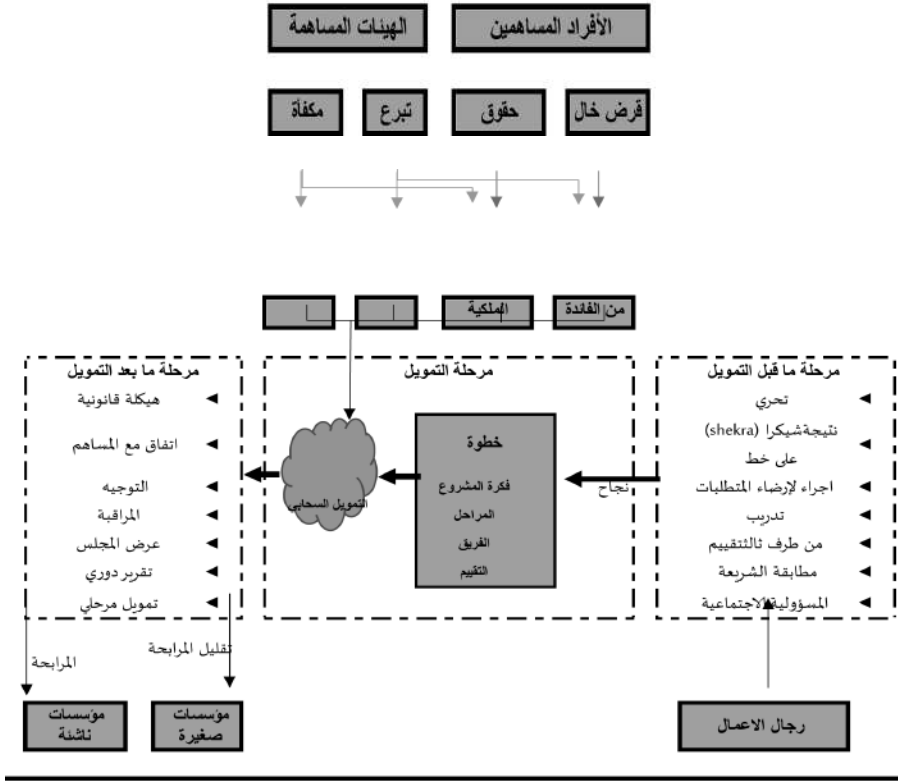 الأفراد المساهمين
الهيئات المساهمة
قرض خال
حقوق
تبرع
مكفأة
من الفائدة
الملكية
مرحلة ما قبل التمويل
تحري
نتيجةشيكرا (shekra)
على خط
اجراء لإرضاء المتطلبات
تدريب
من طرف ثالثتقييم
مطابقة الشريعة
المسؤولية الاجتماعية
نجاح
مرحلة التمويل
خطوة
فكرة المشروع
المراحل
الفريق
التقييم
التمويل السحابي
مرحلة ما بعد التمويل
هيكلة قانونية
اتفاق مع المساهم
التوجيه
المراقبة
عرض المجلس
تقرير دوري
تمويل مرحلي
تقليل المرابحة
المرابحة
رجال الاعمال
مؤسسات
صغيرة
مؤسسات
ناشئة